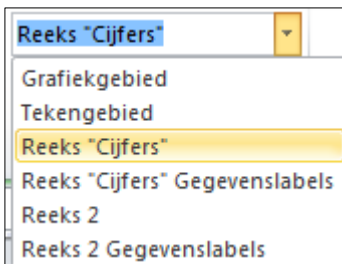 Reeks "Cijfers"
Grafiekgebied
Tekengebied
Reeks "Cijfers"
Reeks "Cijfers" Gegevenslabels
Reeks 2
Reeks 2 Gegevenslabels